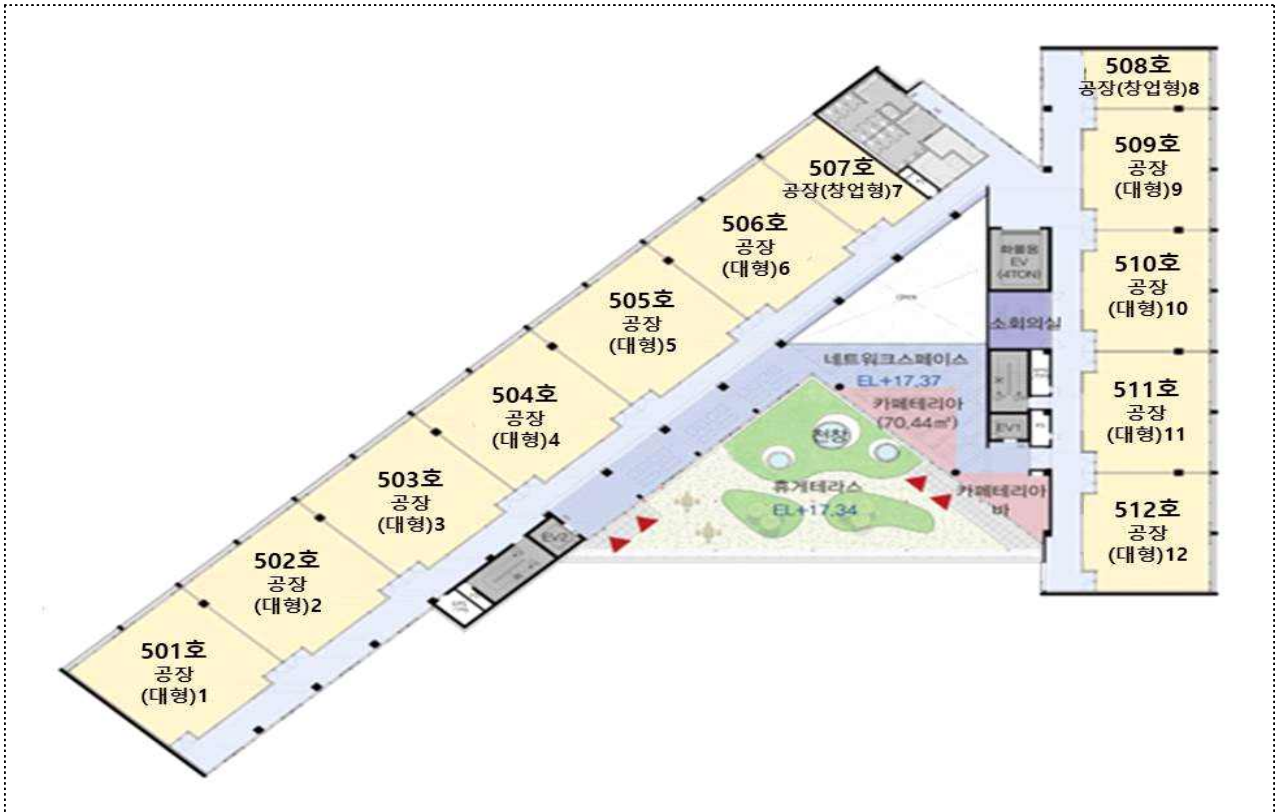 508호
공장(창업형)8
509호
공장
(대형)9
507호
공장(창업형)7
506호
공장
(대형)6
화물용
EV
(4TON)
510호
공장
(대형)10
505호
공장
(대형)5
OPEN
소회의실
네트워크스페이스
EL+17.37
504호
공장
(대형)4
카페테리아
(70.44㎡)
511호
공장
(대형)11
EV1
천창
503호
공장
(대형)3
휴게테라스
EL+17.34
카페테리아
바
512호
공장
(대형)12
EV2
502호
공장
(대형)2
501호
공장
(대형)1